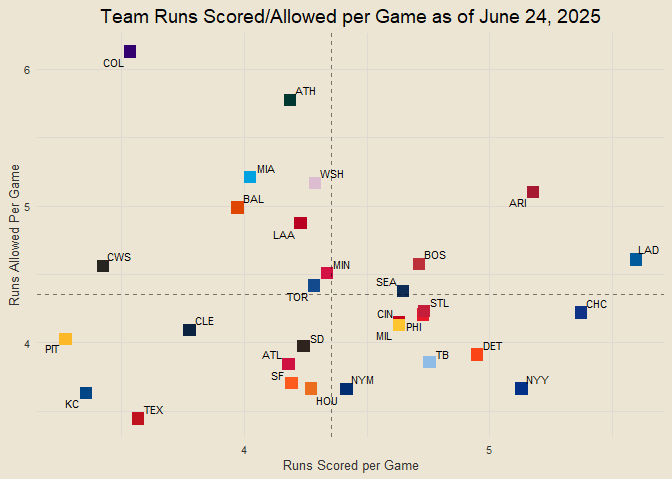 Team Runs Scored/Allowed per Game as of June 24, 2025
COL
6
ATH
MIA
WSH
BAL
ARI
5
LAA
BOS
LAD
CWS
MIN
SEA
TOR
STL
CHC
CIN
PHI
CLE
MIL
4
PIT
SD
DET
ATL
TB
SF
NYM
NYY
KC
HOU
TEX
4
5
Runs Scored per Game
Runs Allowed Per Game